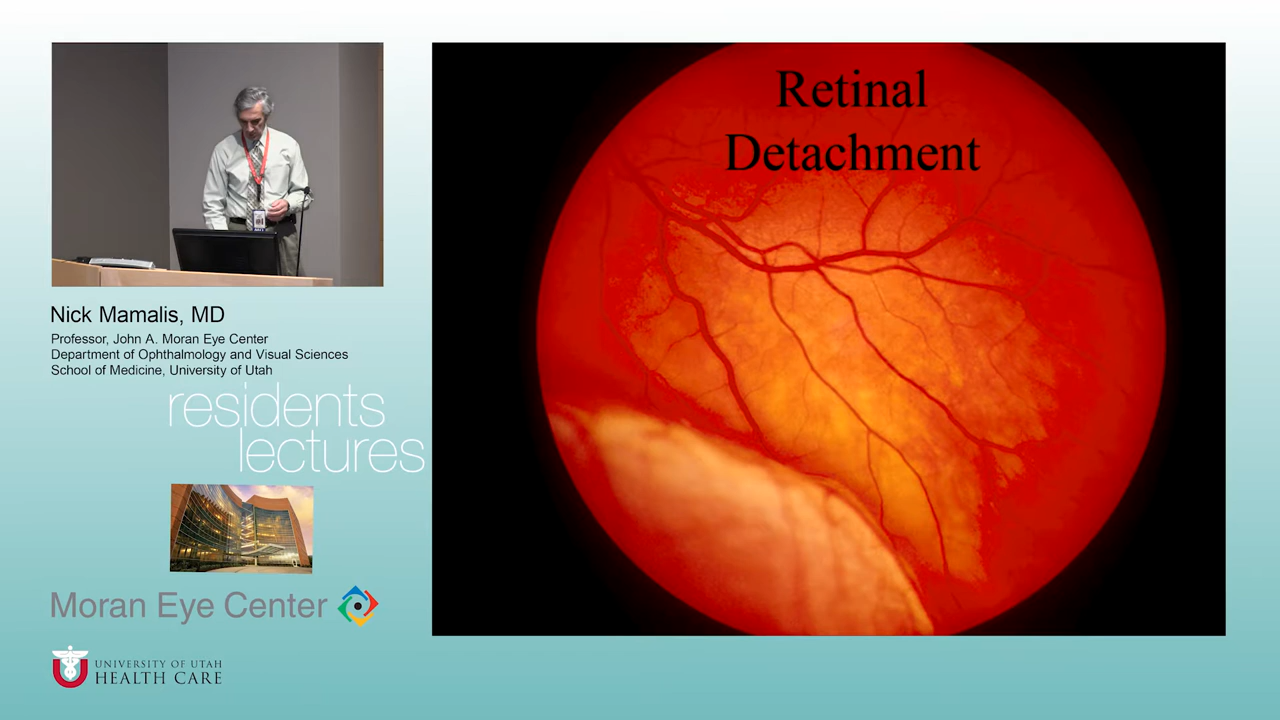 Retinal
Detachment
Nick Mamalis, MD
Professor, John A. Moran Eye Center
Department of Ophthalmology and Visual Sciences
School of Medicine, University of Utah
residents
lectures
Moran Eye Center
UNIVERSITY OF UTAH
HEALTH CARE